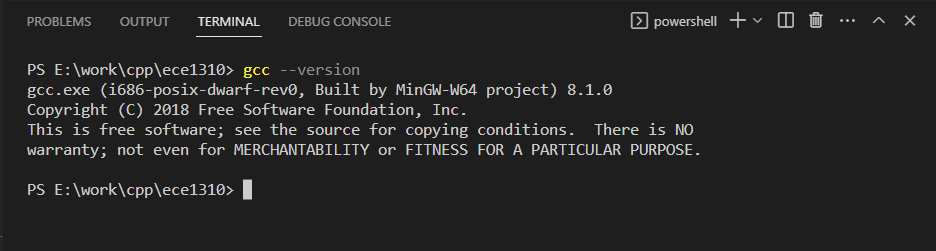 PROBLEMS OUTPUT TERMINAL DEBUG CONSOLE powershell
PS E:\work\cpp\ece1310> gcc --version
gcc.exe (i686-posix-dwarf-rev0, Built by MinGW-W64 project) 8.1.0
Copyright (C) 2018 Free Software Foundation, Inc.
This is free software; see the source for copying conditions.  There is NO
warranty; not even for MERCHANTABILITY or FITNESS FOR A PARTICULAR PURPOSE.
PS E:\work\cpp\ece1310>